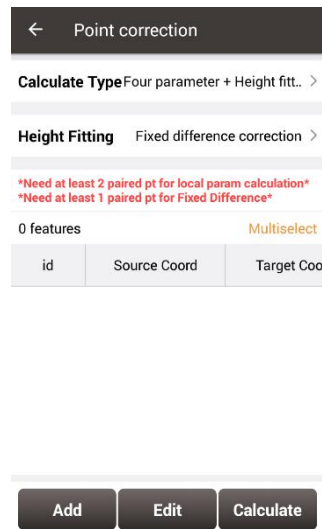 ← Point correction
Calculate Type Four parameter + Height fitt.. >
Height Fitting Fixed difference correction >
*Need at least 2 paired pt for local param calculation*
*Need at least 1 paired pt for Fixed Difference*
0 features Multiselect
id Source Coord Target Coo
Add Edit Calculate